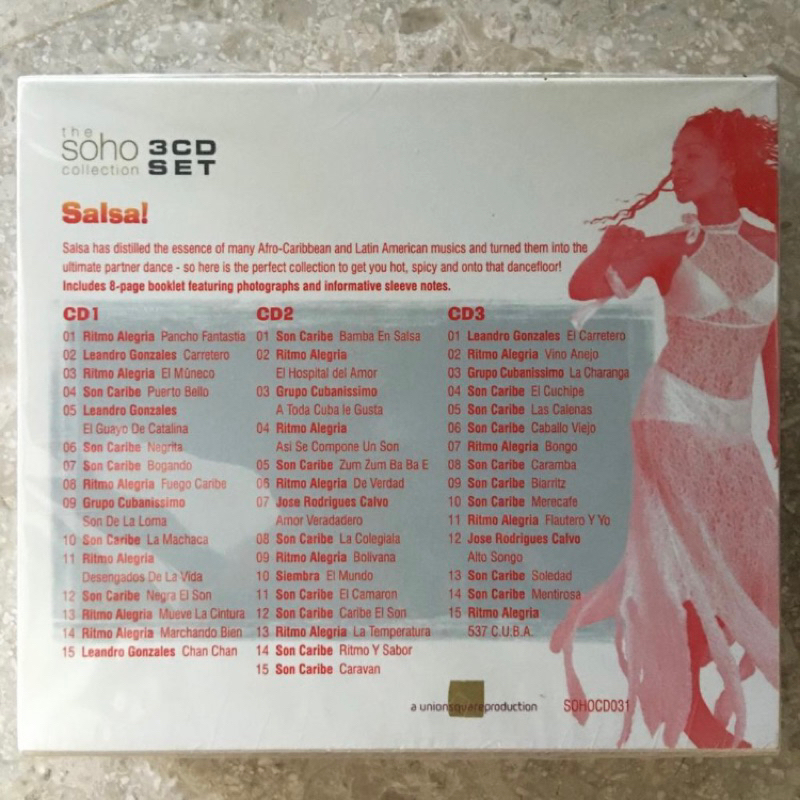 the
soho
collection
3CD
SET
Salsa!
Salsa has distilled the essence of many Afro-Caribbean and Latin American musics and turned them into the
ultimate partner dance - so here is the perfect collection to get you hot, spicy and onto that dancefloor!
Includes 8-page booklet featuring photographs and informative sleeve notes.
CD1
01 Ritmo Alegria Pancho Fantastia
02 Leandro Gonzales Carretero
03 Ritmo Alegria El Mûneco
04 Son Caribe Puerto Bello
05 Leandro Gonzales
El Guayo De Catalina
06 Son Caribe Negrita
07 Son Caribe Bogando
08 Ritmo Alegria Fuego Caribe
09 Grupo Cubanissimo
Son De La Loma
10 Son Caribe La Machaca
11 Ritmo Alegria
Desengados De La Vida
12 Son Caribe Negra El Son
13 Ritmo Alegria Mueve La Cintura
14 Ritmo Alegria Marchando Bien
15 Leandro Gonzales Chan Chan
CD2
01 Son Caribe Bamba En Salsa
02 Ritmo Alegria
El Hospital del Amor
03 Grupo Cubanissimo
A Toda Cuba le Gusta
04 Ritmo Alegria
Asi Se Compone Un Son
05 Son Caribe Zum Zum Ba Ba E
06 Ritmo Alegria De Verdad
07 Jose Rodrigues Calvo
Amor Veradadero
08 Son Caribe La Colegiala
09 Ritmo Alegria Bolivana
10 Siembra El Mundo
11 Son Caribe El Camaron
12 Son Caribe Caribe El Son
13 Ritmo Alegria La Temperatura
14 Son Caribe Ritmo Y Sabor
15 Son Caribe Caravan
CD3
01 Leandro Gonzales El Carretero
02 Ritmo Alegria Vino Anejo
03 Grupo Cubanissimo La Charanga
04 Son Caribe El Cuchipe
05 Son Caribe Las Calenas
06 Son Caribe Caballo Viejo
07 Ritmo Alegria Bongo
08 Son Caribe Caramba
09 Son Caribe Biarritz
10 Son Caribe Merecafe
11 Ritmo Alegria Flautero Y Yo
12 Jose Rodrigues Calvo
Alto Songo
13 Son Caribe Soledad
14 Son Caribe Mentirosa
15 Ritmo Alegria
537 C.U.B.A.
a unionsquareproduction
SOHOCD031